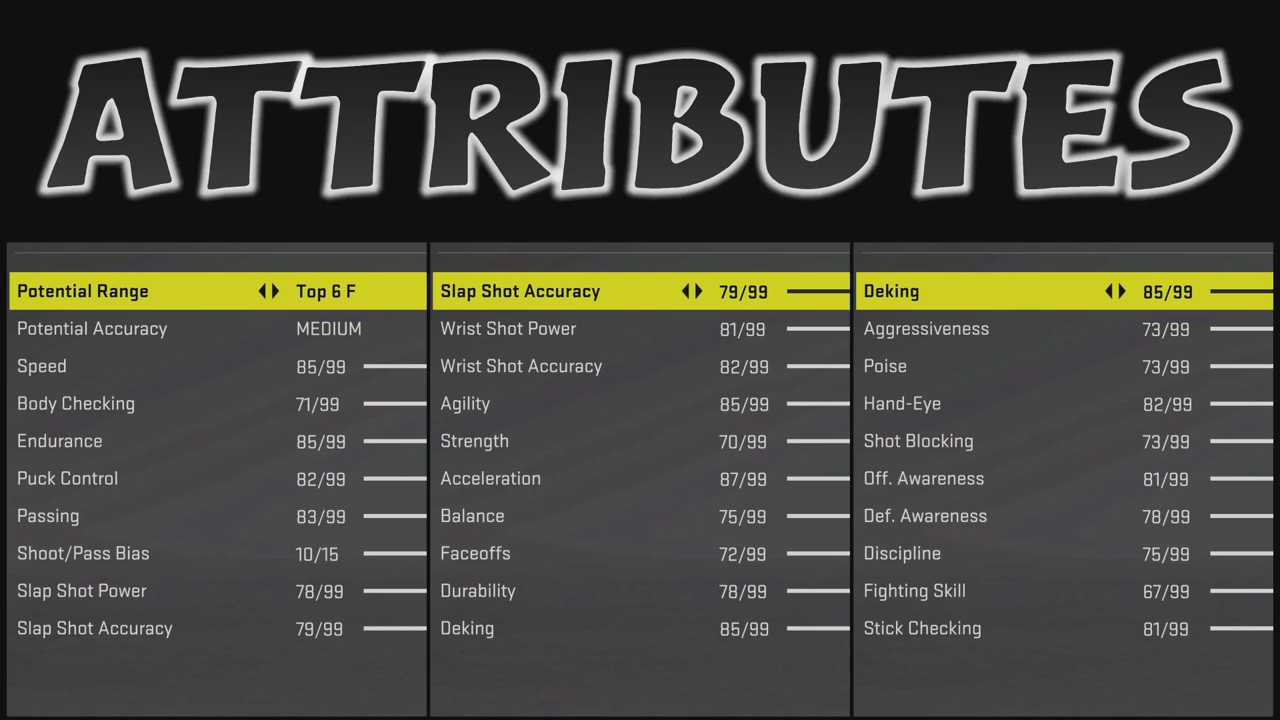 ATTRIBUTES
Potential Range Top 6 F
Potential Accuracy MEDIUM
Speed 85/99
Body Checking 71/99
Endurance 85/99
Puck Control 82/99
Passing 83/99
Shoot/Pass Bias 10/15
Slap Shot Power 78/99
Slap Shot Accuracy 79/99
Slap Shot Accuracy 79/99
Wrist Shot Power 81/99
Wrist Shot Accuracy 82/99
Agility 85/99
Strength 70/99
Acceleration 87/99
Balance 75/99
Faceoffs 72/99
Durability 78/99
Deking 85/99
Deking 85/99
Aggressiveness 73/99
Poise 73/99
Hand-Eye 82/99
Shot Blocking 73/99
Off. Awareness 81/99
Def. Awareness 78/99
Discipline 75/99
Fighting Skill 67/99
Stick Checking 81/99